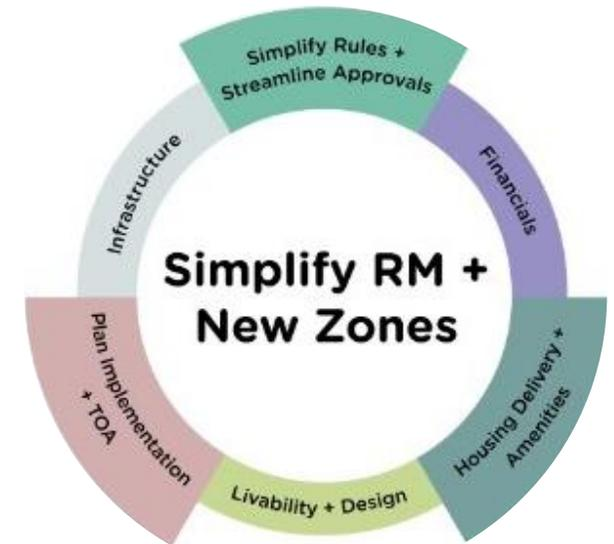 Simplify Rules +
Streamline Approvals
Financials
Housing Delivery +
Amenities
Livability + Design
Plan Implementation
+ TOA
Infrastructure
Simplify RM +
New Zones